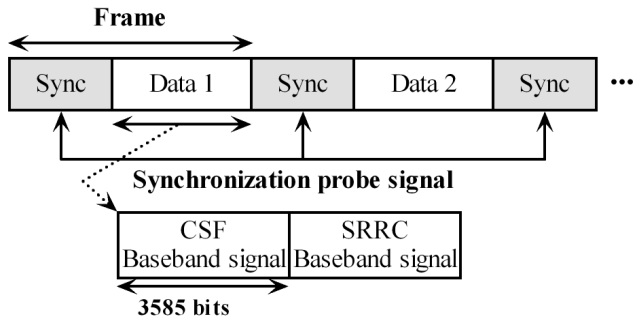 Frame
Sync Data 1 Sync Data 2 Sync ...
Synchronization probe signal
CSF SRRC
Baseband signal Baseband signal
3585 bits